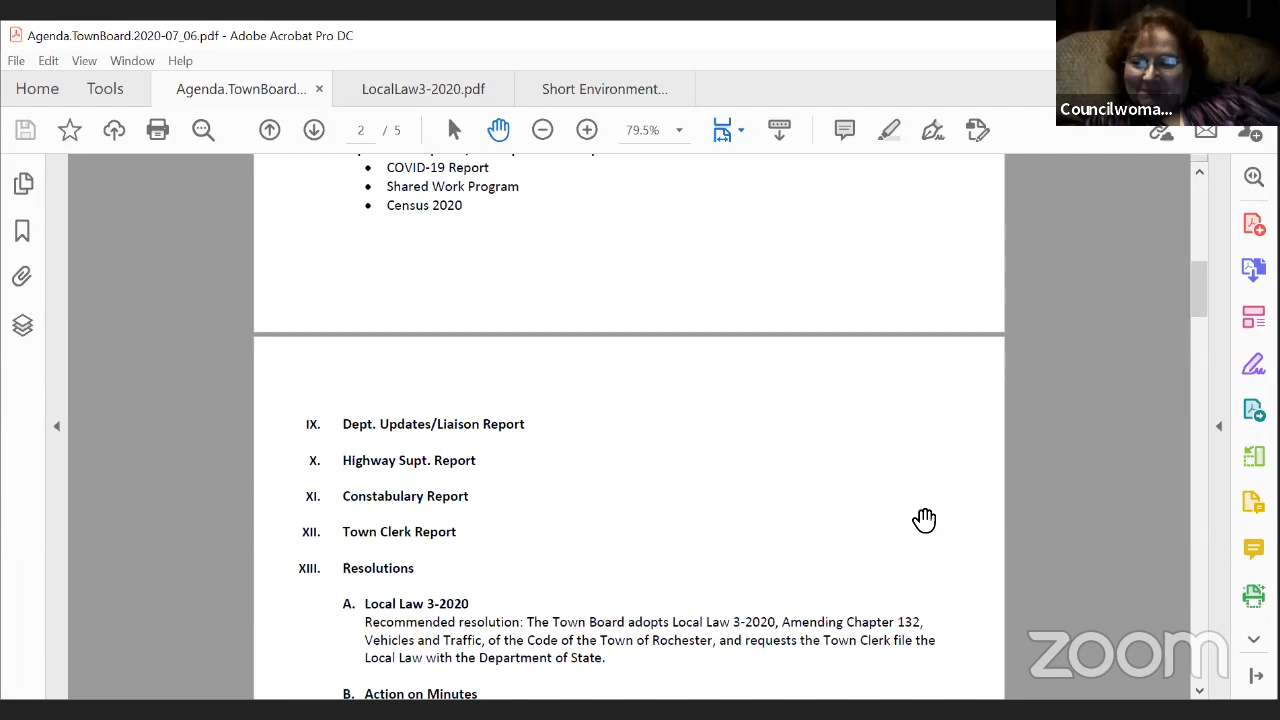 Agenda.TownBoard.2020-07_06.pdf - Adobe Acrobat Pro DC
File Edit View Window Help
Home Tools Agenda.TownBoard... × LocalLaw3-2020.pdf Short Environment...
Councilwoma...
2 / 5 79.5%
• COVID-19 Report
• Shared Work Program
• Census 2020
IX. Dept. Updates/Liaison Report
X. Highway Supt. Report
XI. Constabulary Report
XII. Town Clerk Report
XIII. Resolutions
A. Local Law 3-2020
Recommended resolution: The Town Board adopts Local Law 3-2020, Amending Chapter 132,
Vehicles and Traffic, of the Code of the Town of Rochester, and requests the Town Clerk file the
Local Law with the Department of State.
B. Action on Minutes
zoom